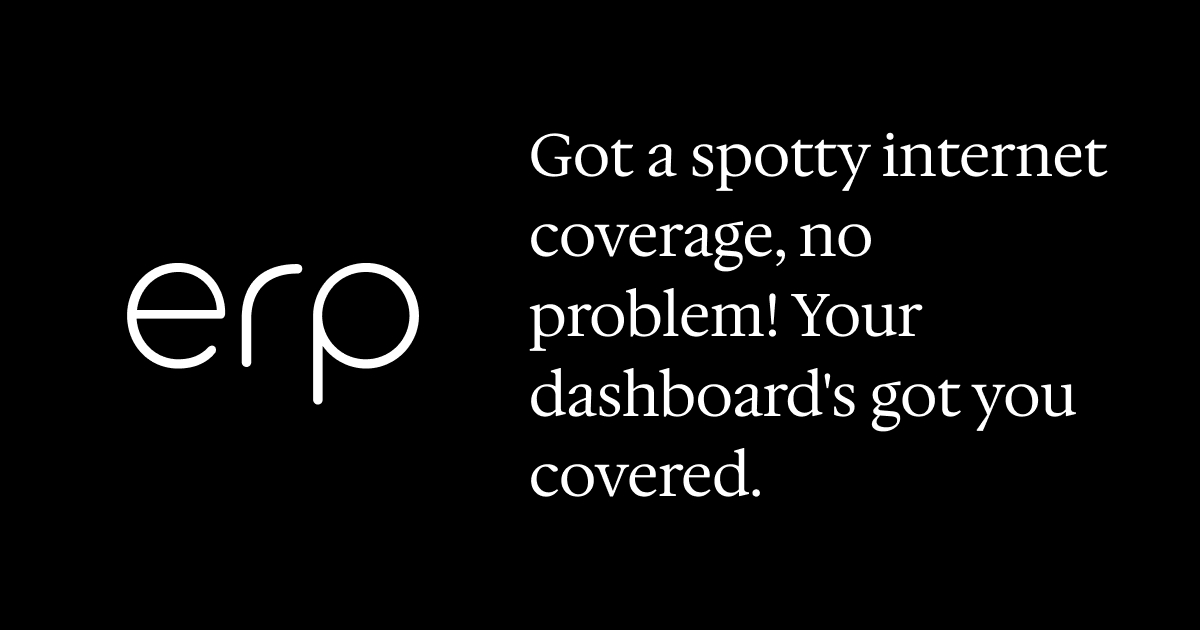 erp
Got a spotty internet
coverage, no
problem! Your
dashboard's got you
covered.